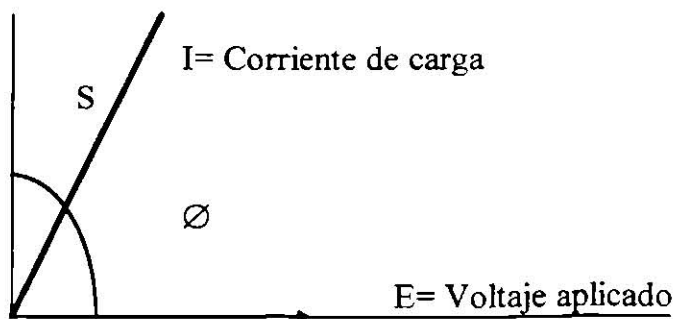 I= Corriente de carga
S
∅
E= Voltaje aplicado